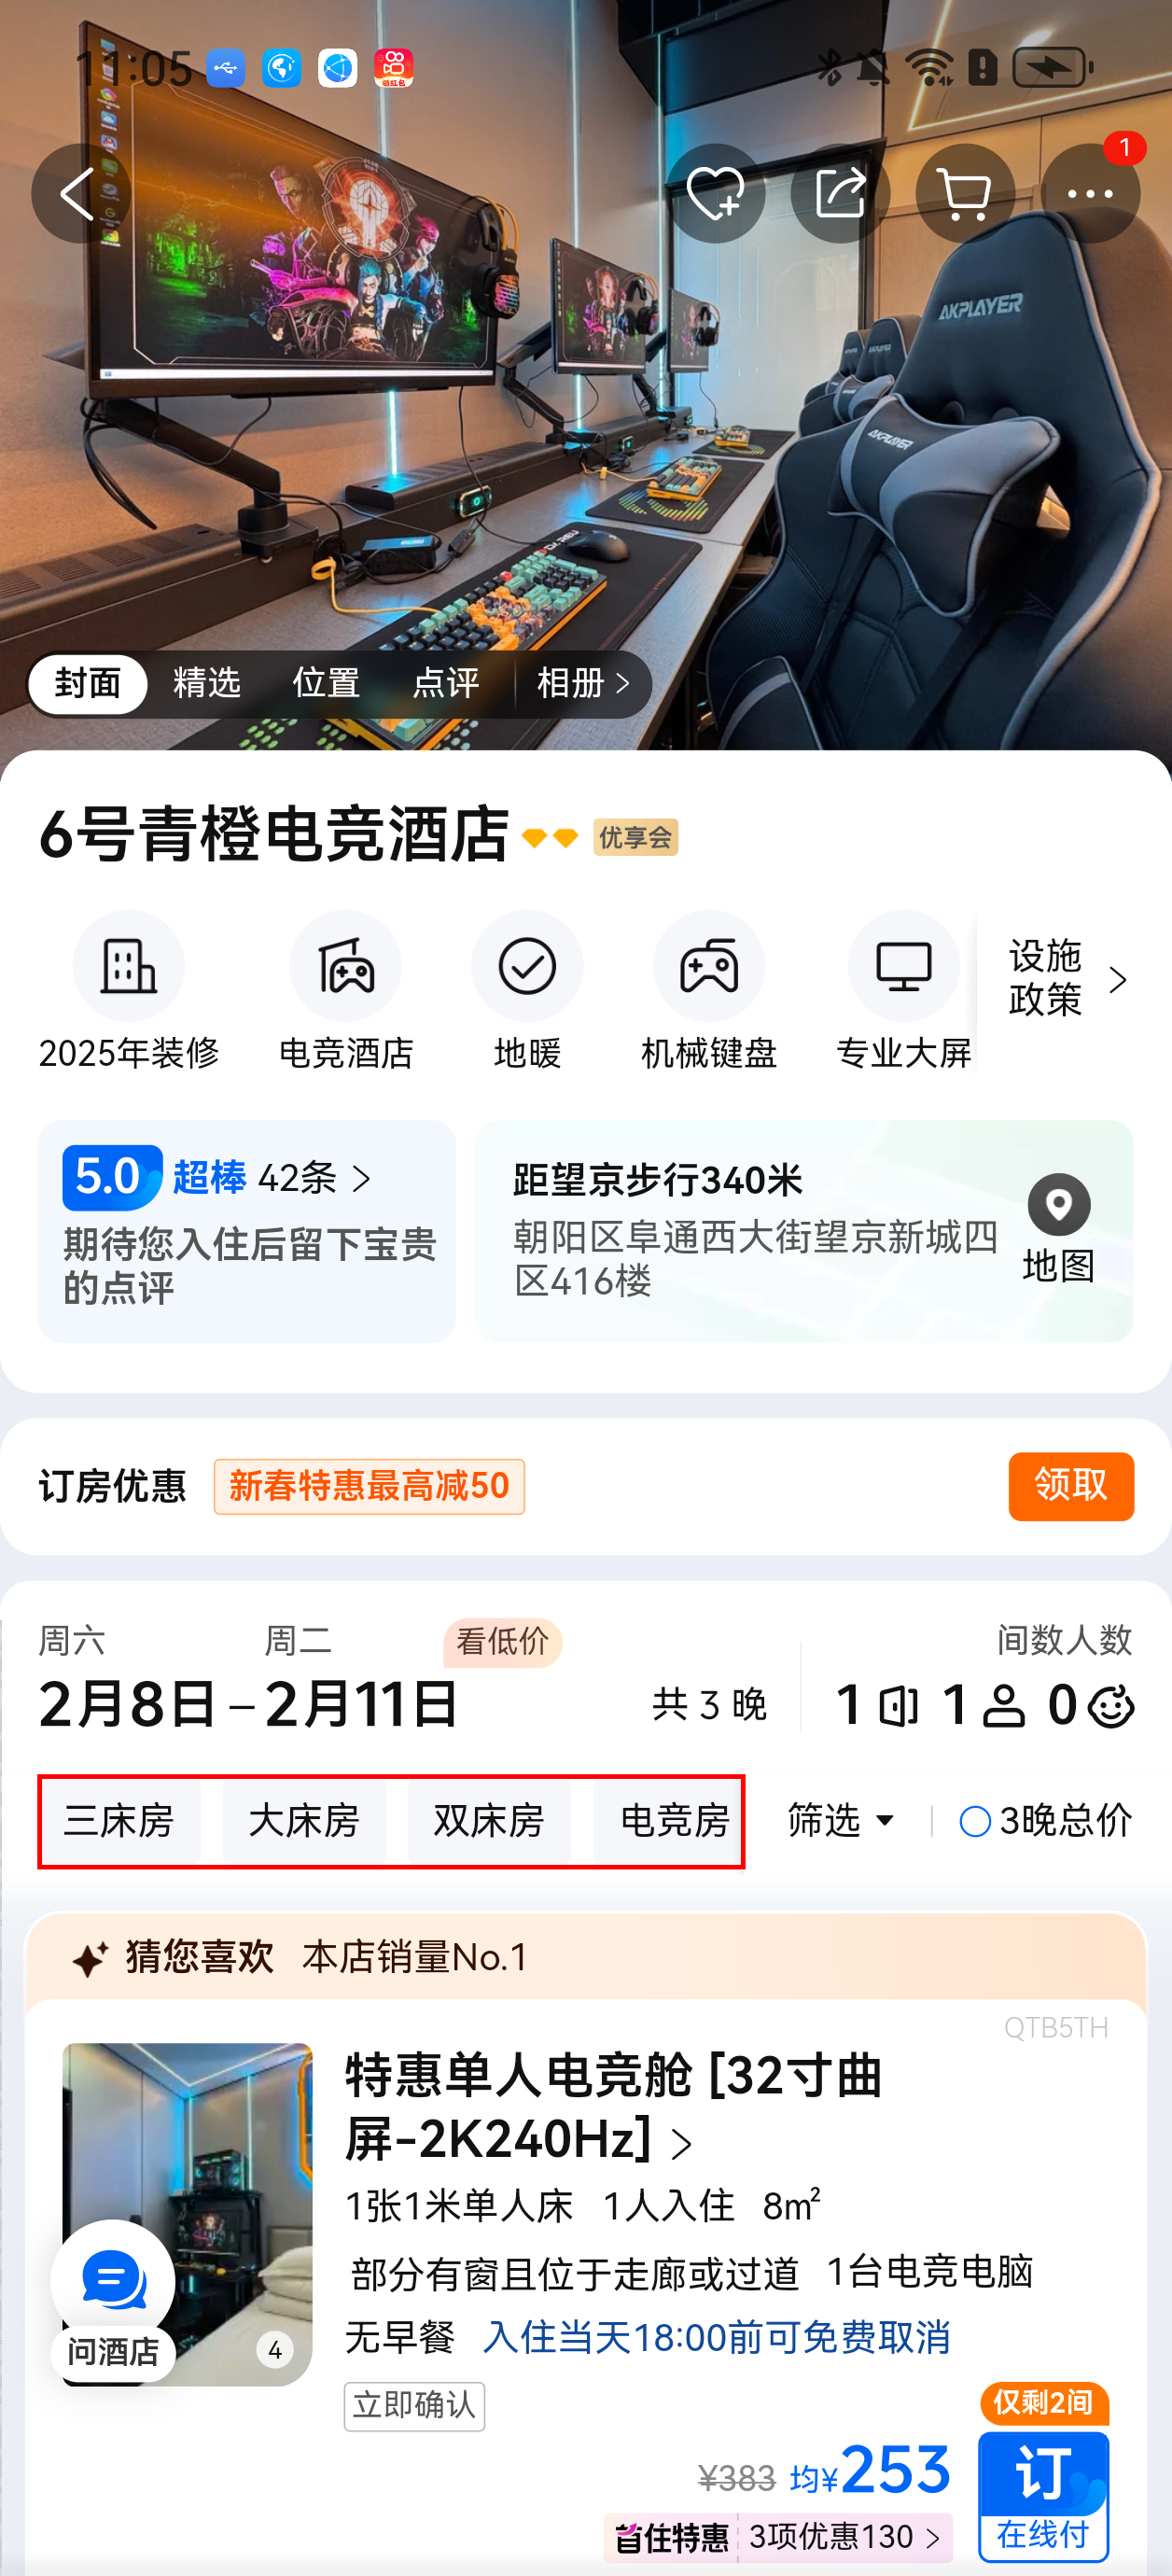 11:05
1
AKPLAYER
AKPLAYER
封面 精选 位置 点评 相册 >
6号青橙电竞酒店 优享会
2025年装修 电竞酒店 地暖 机械键盘 专业大屏 设施政策 >
5.0 超棒 42条 >
期待您入住后留下宝贵
的点评
距望京步行340米
朝阳区阜通西大街望京新城四
区416楼
地图
订房优惠 新春特惠最高减50 领取
周六 周二 看低价 间数人数
2月8日 – 2月11日 共 3 晚 1 1 0
三床房 大床房 双床房 电竞房 筛选 3晚总价
猜您喜欢 本店销量No.1
QTB5TH
特惠单人电竞舱 [32寸曲
屏-2K240Hz] >
1张1米单人床 1人入住 8㎡
部分有窗且位于走廊或过道 1台电竞电脑
无早餐 入住当天18:00前可免费取消
问酒店
4
立即确认
仅剩2间
¥383 均¥253
订
在线付
首住特惠 3项优惠130 >